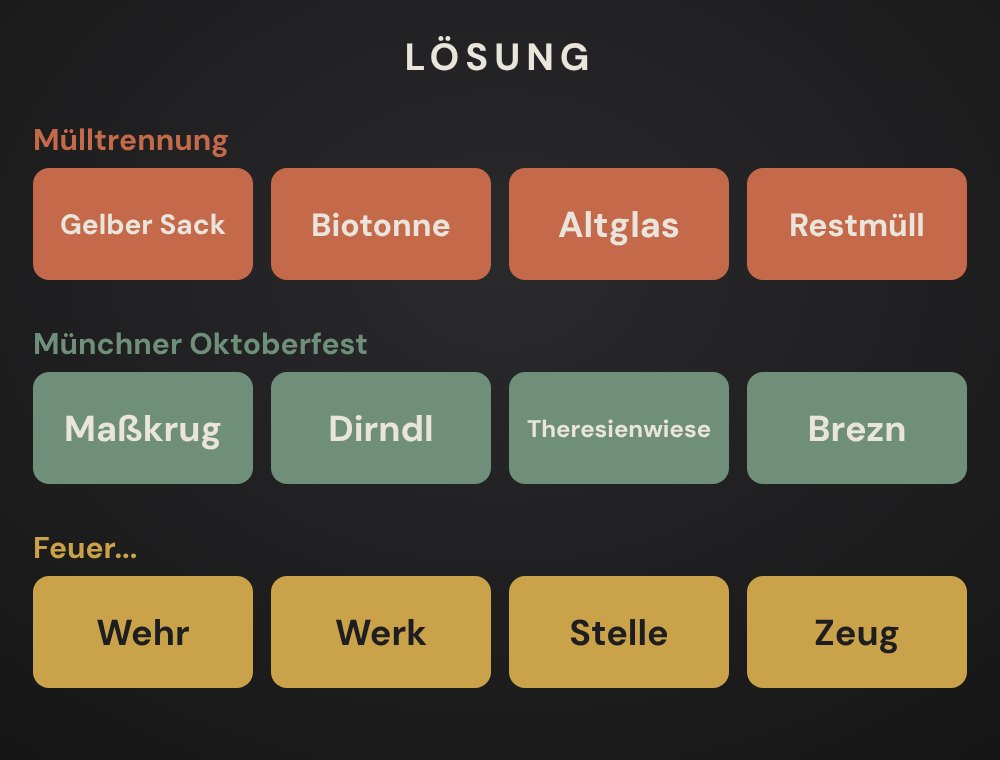 LÖSUNG
Mülltrennung
Gelber Sack
Biotonne
Altglas
Restmüll
Münchner Oktoberfest
Maßkrug
Dirndl
Theresienwiese
Brezn
Feuer...
Wehr
Werk
Stelle
Zeug